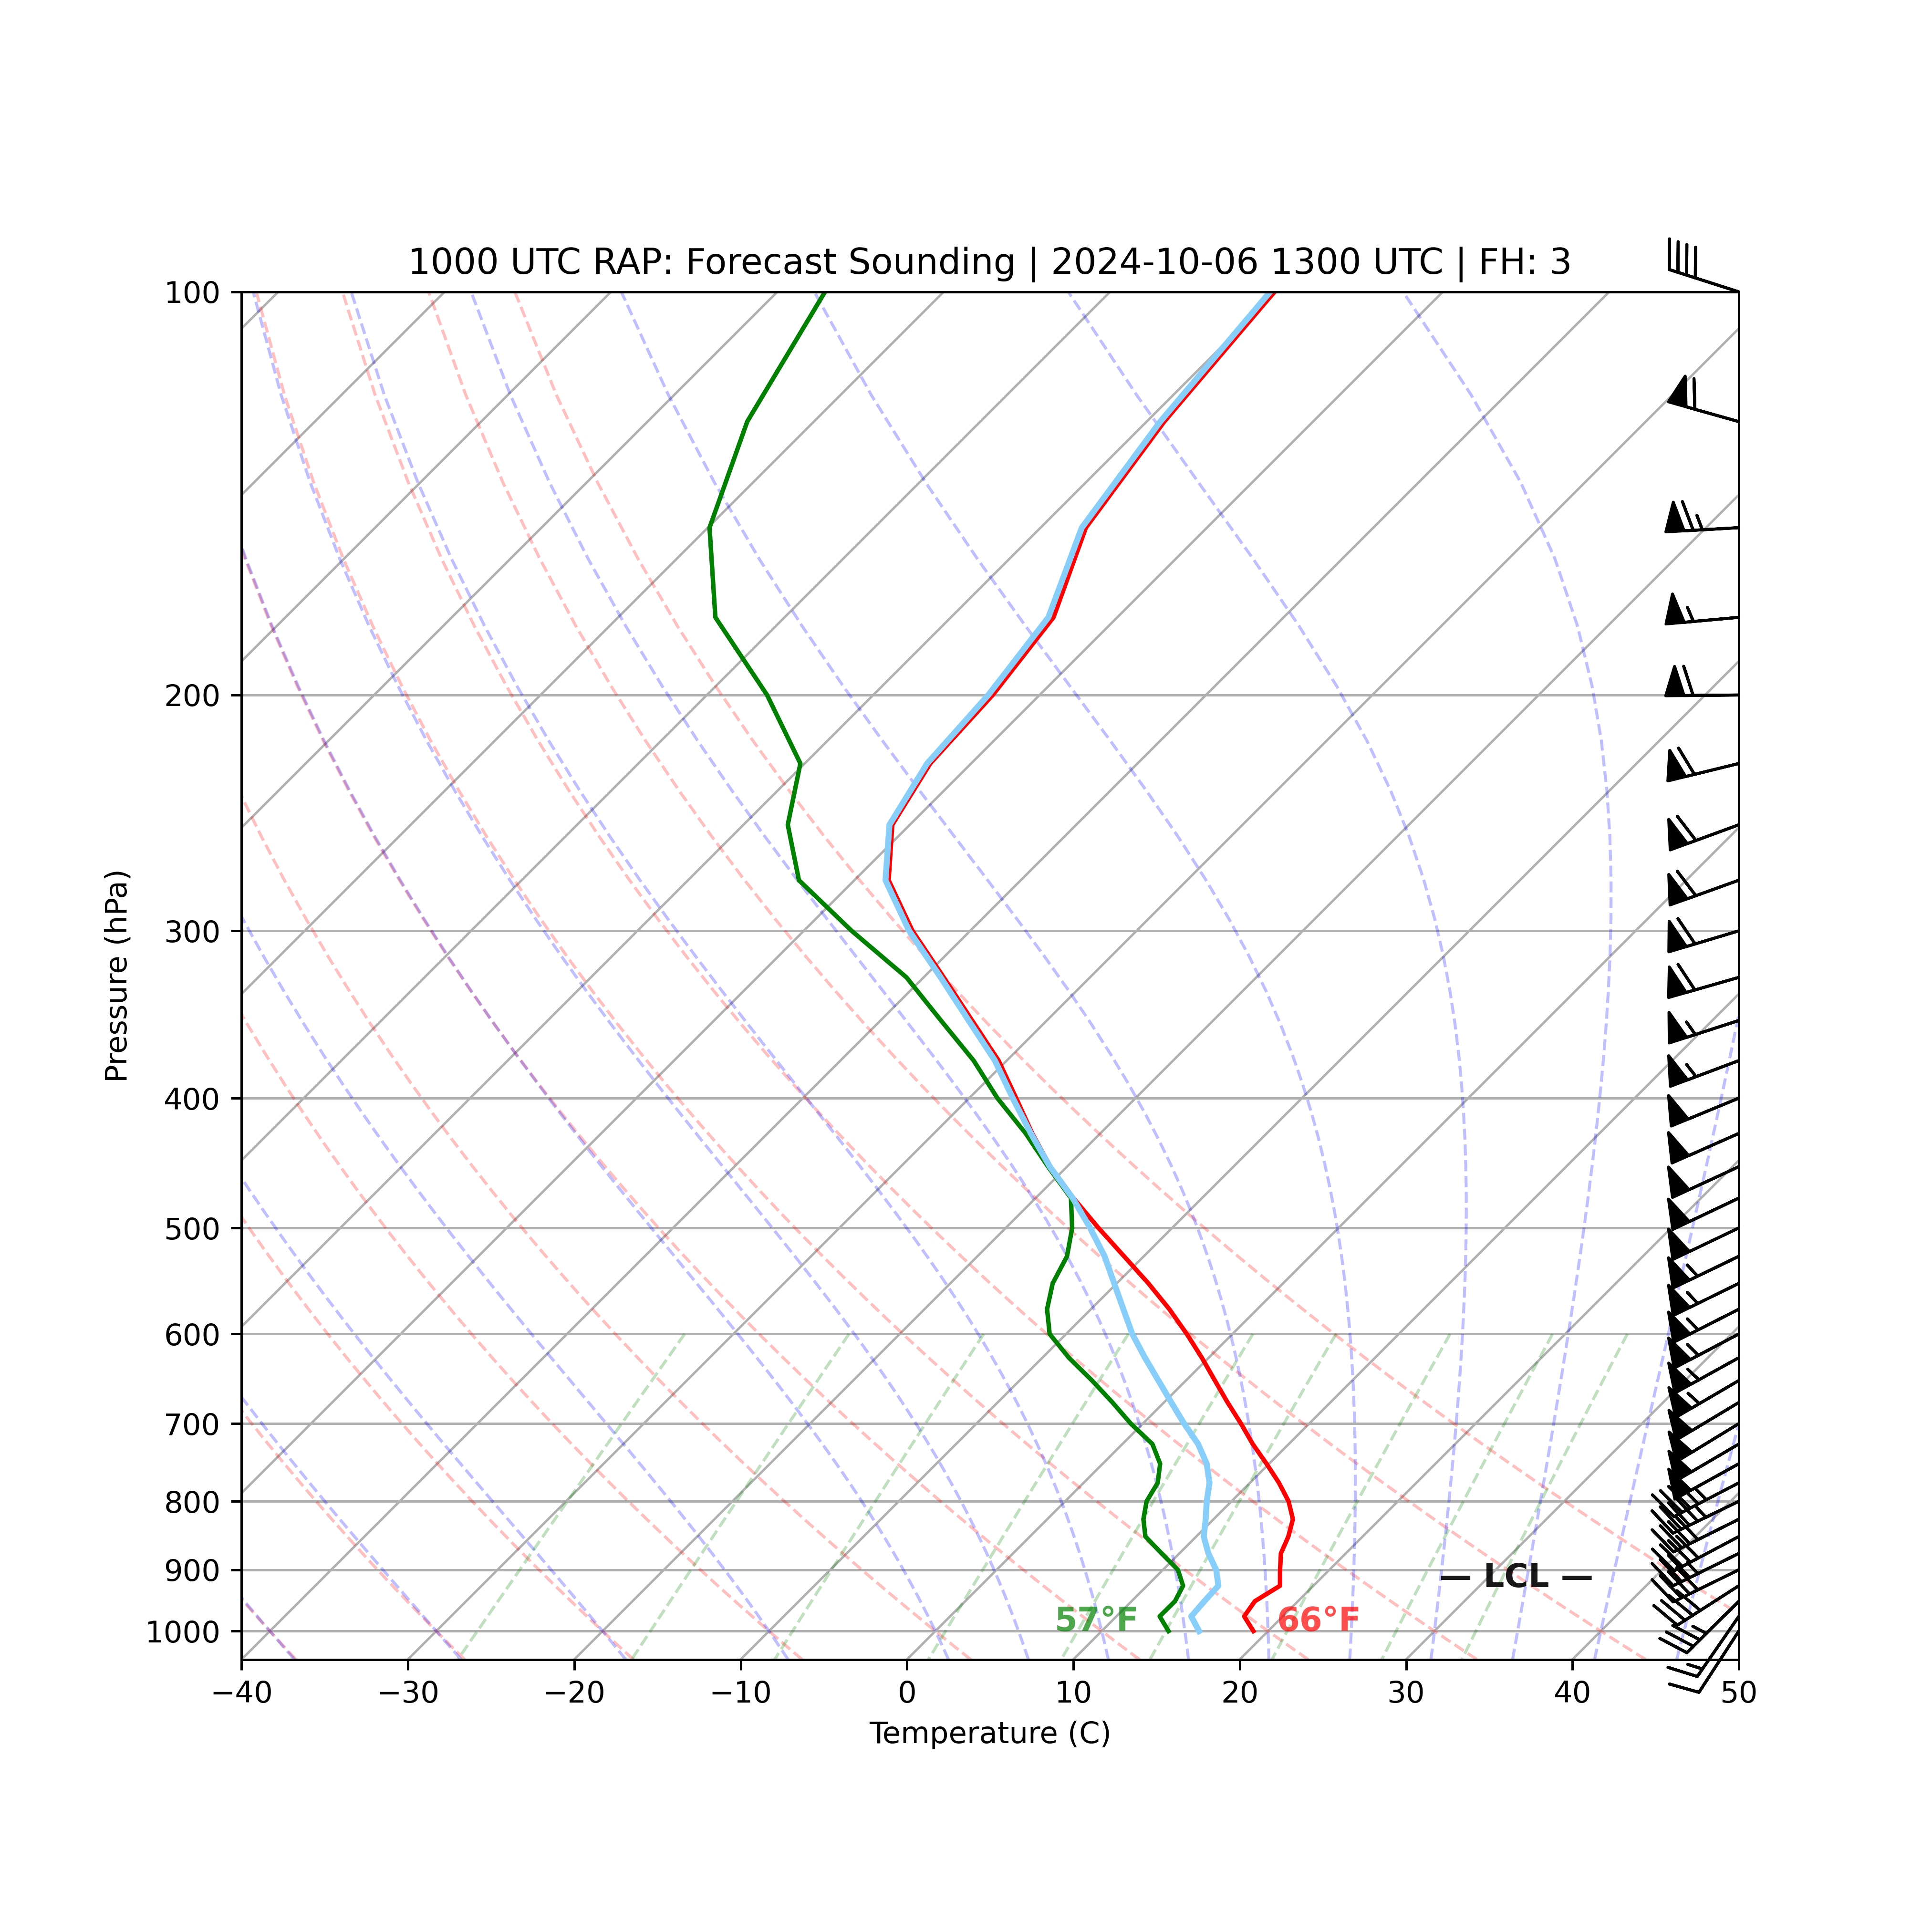 1000 UTC RAP: Forecast Sounding | 2024-10-06 1300 UTC | FH: 3
100
200
300
400
500
600
700
800
900
1000
Pressure (hPa)
— LCL —
57°F 66°F
−40 −30 −20 −10 0 10 20 30 40 50
Temperature (C)